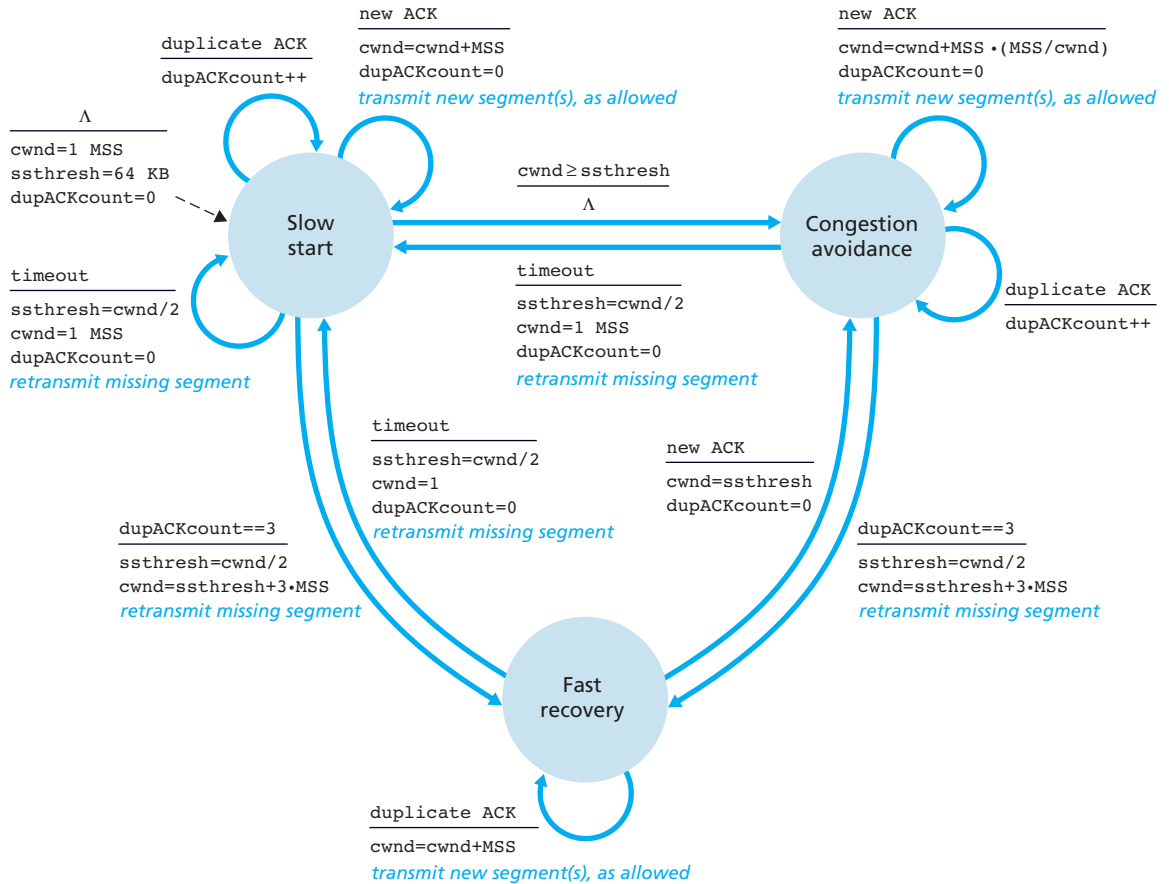 new ACK
cwnd=cwnd+MSS
dupACKcount=0
transmit new segment(s), as allowed
new ACK
cwnd=cwnd+MSS •(MSS/cwnd)
dupACKcount=0
transmit new segment(s), as allowed
duplicate ACK
dupACKcount++
Λ
cwnd=1 MSS
ssthresh=64 KB
dupACKcount=0
cwnd≥ssthresh
Λ
Slow
start
Congestion
avoidance
timeout
ssthresh=cwnd/2
cwnd=1 MSS
dupACKcount=0
retransmit missing segment
timeout
ssthresh=cwnd/2
cwnd=1 MSS
dupACKcount=0
retransmit missing segment
duplicate ACK
dupACKcount++
timeout
ssthresh=cwnd/2
cwnd=1
dupACKcount=0
retransmit missing segment
new ACK
cwnd=ssthresh
dupACKcount=0
dupACKcount==3
ssthresh=cwnd/2
cwnd=ssthresh+3•MSS
retransmit missing segment
dupACKcount==3
ssthresh=cwnd/2
cwnd=ssthresh+3•MSS
retransmit missing segment
Fast
recovery
duplicate ACK
cwnd=cwnd+MSS
transmit new segment(s), as allowed